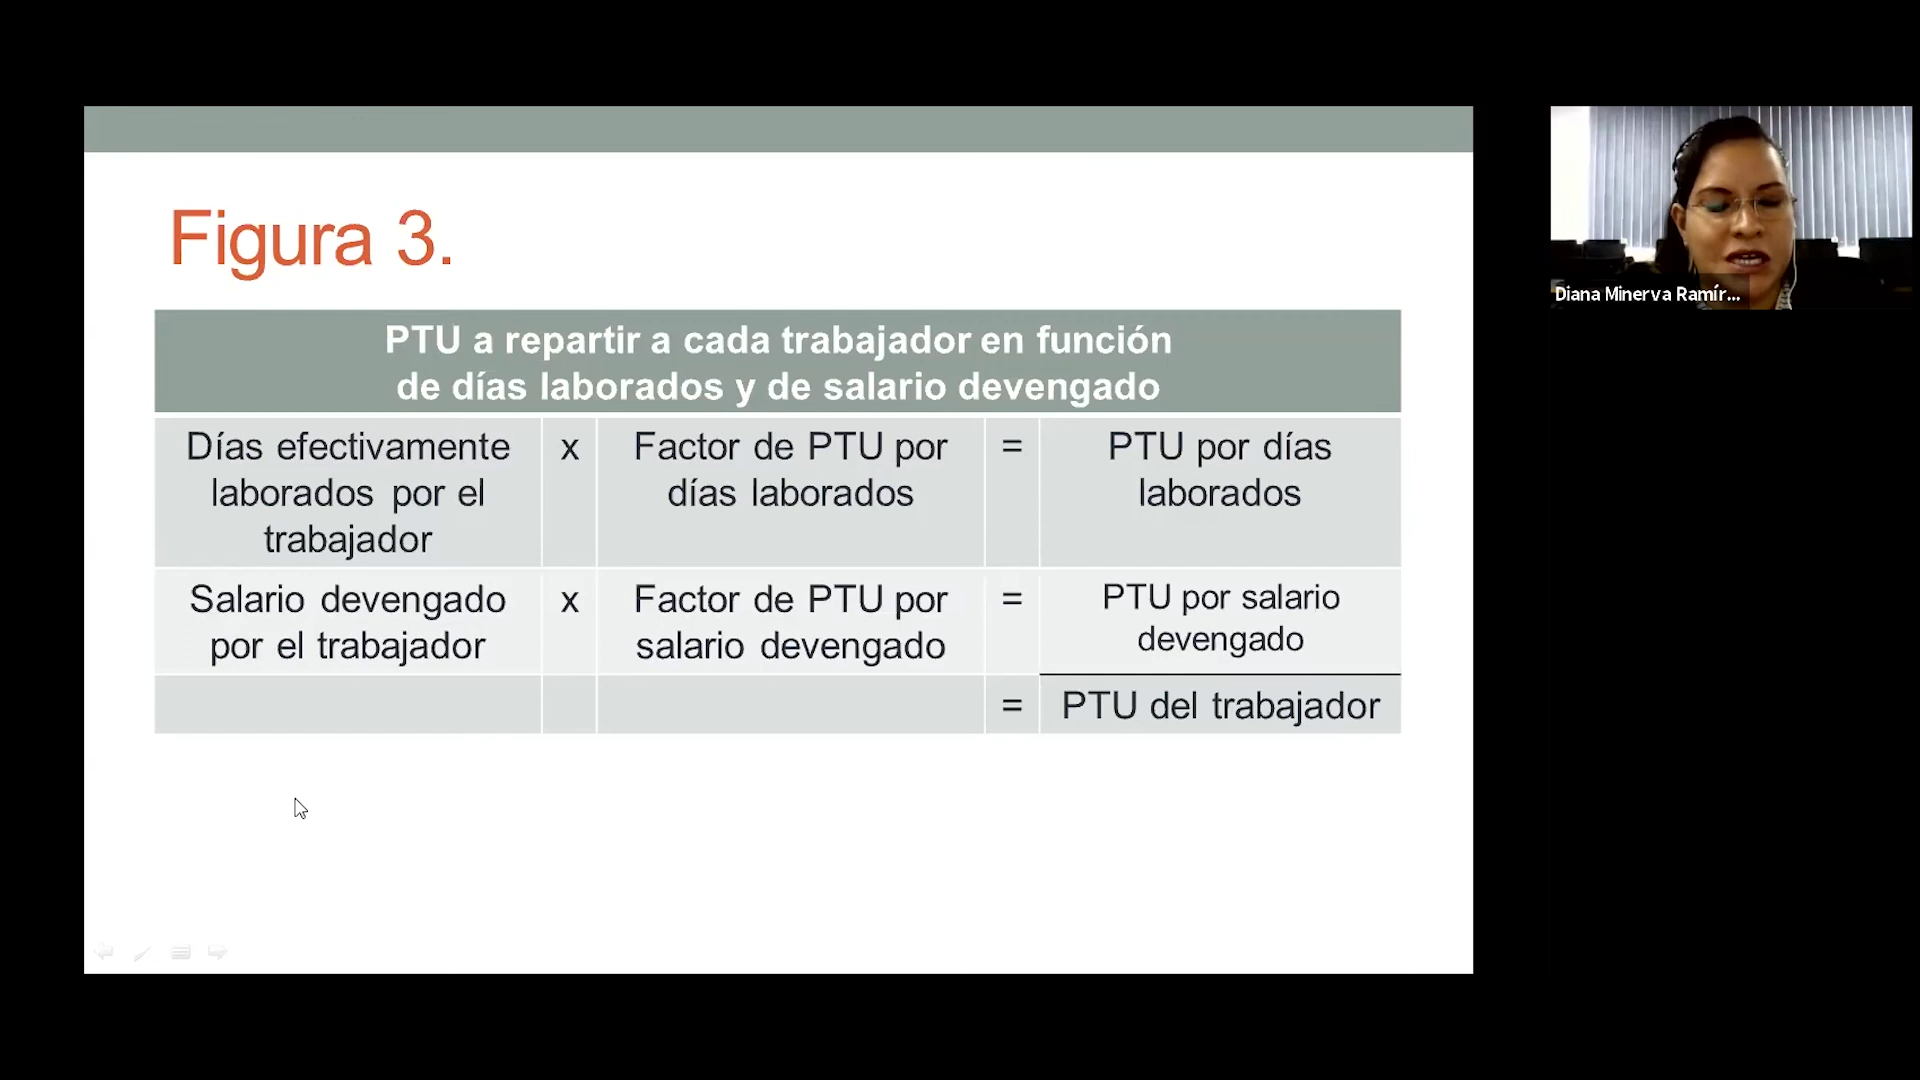 Figura 3.
PTU a repartir a cada trabajador en función
de días laborados y de salario devengado
Días efectivamente
laborados por el
trabajador
x
Factor de PTU por
días laborados
=
PTU por días
laborados
Salario devengado
por el trabajador
x
Factor de PTU por
salario devengado
=
PTU por salario
devengado
=
PTU del trabajador
Diana Minerva Ramír...